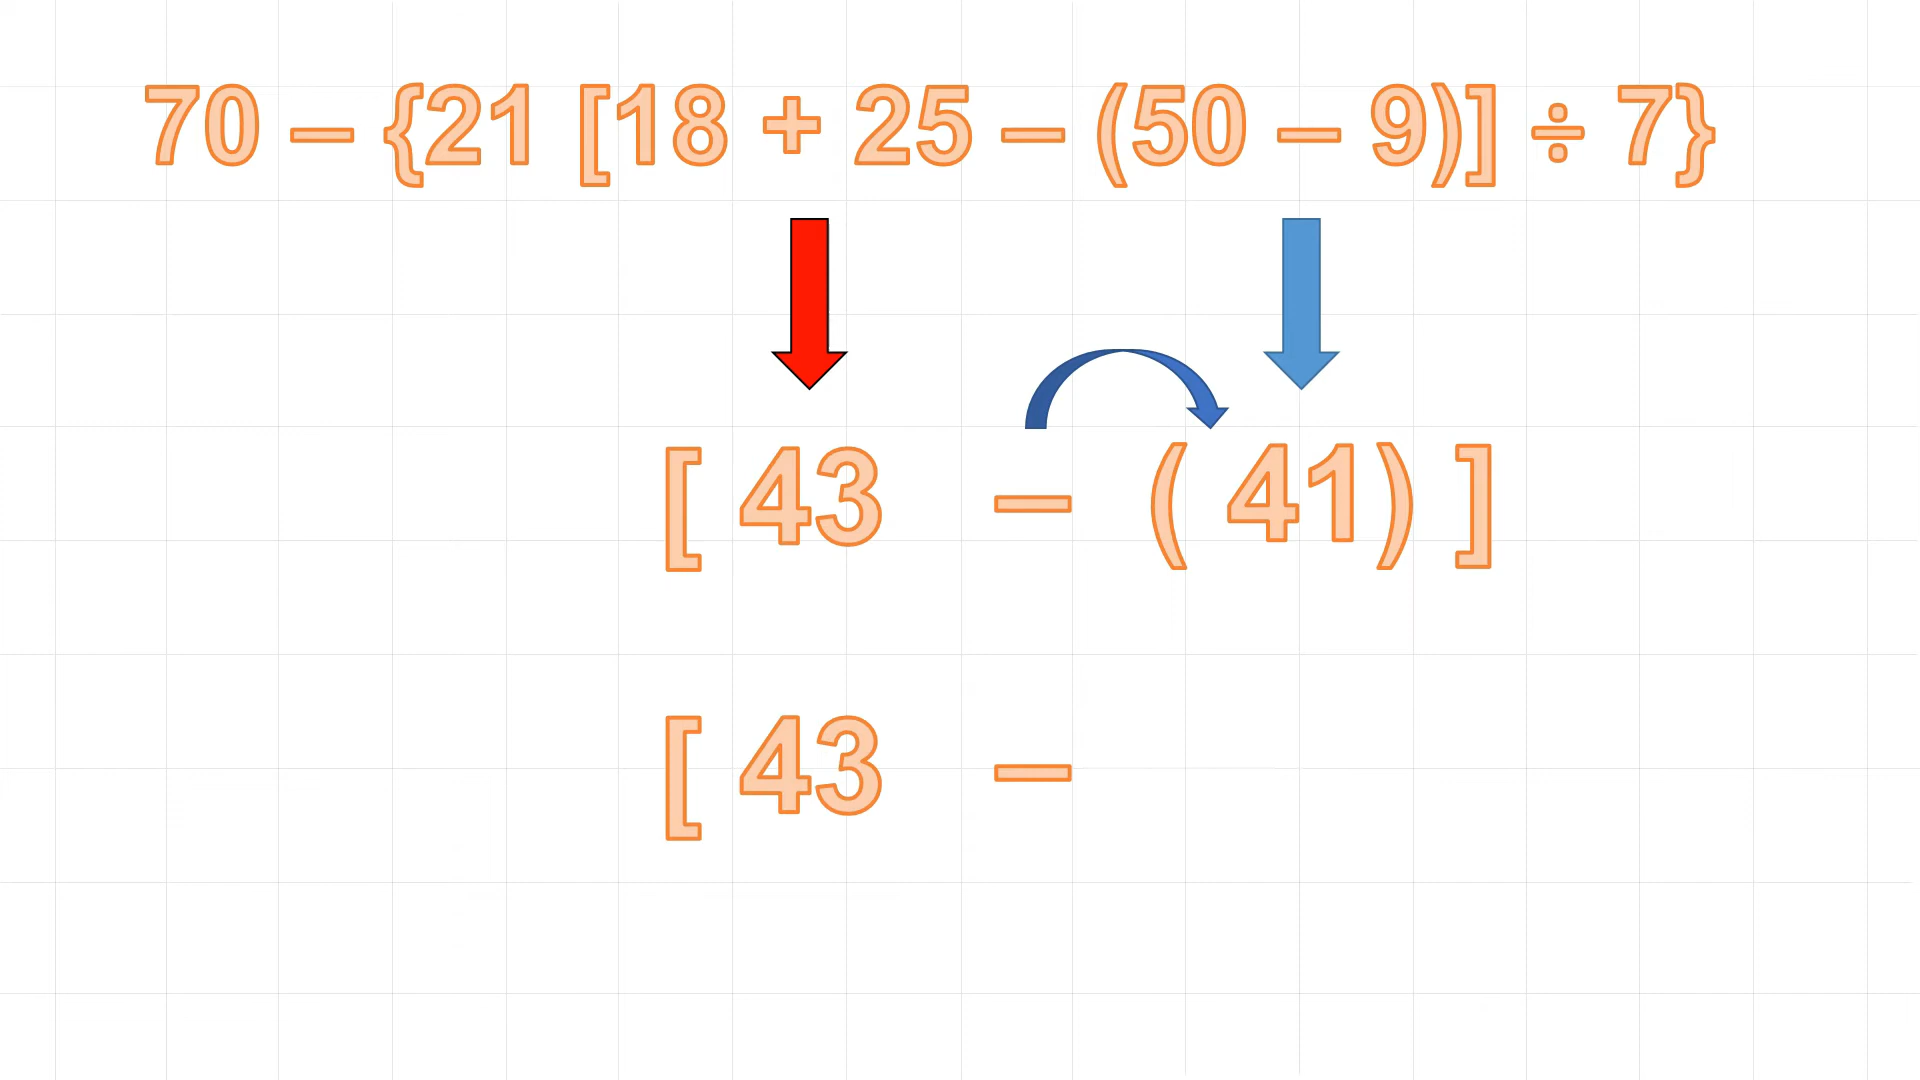 70 – {21 [18 + 25 – (50 – 9)] ÷ 7}
[ 43 – ( 41) ]
[ 43 –